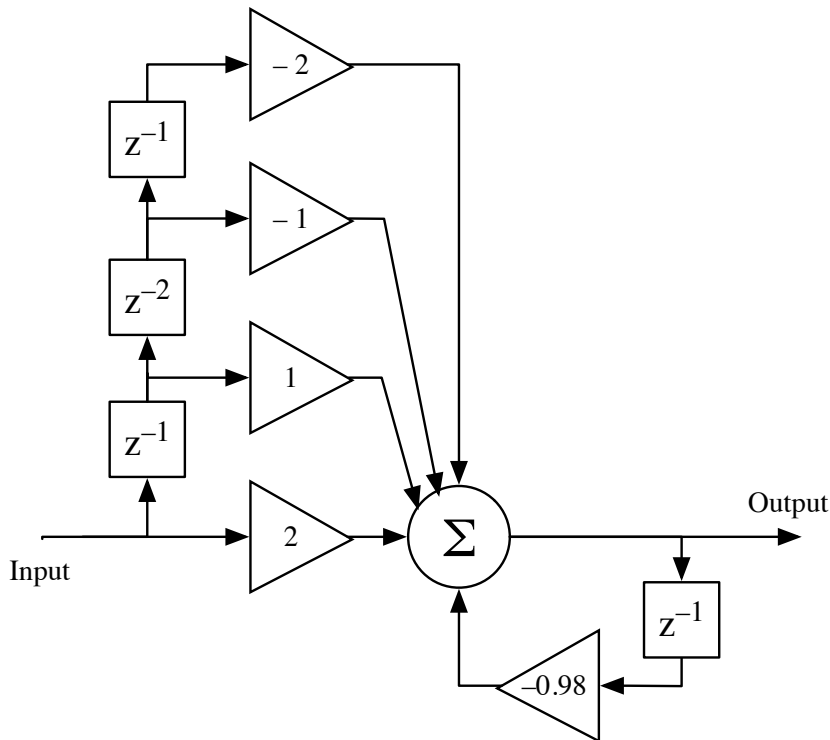 – 2
z⁻¹
– 1
z⁻²
1
z⁻¹
Output
2
Σ
Input
z⁻¹
–0.98